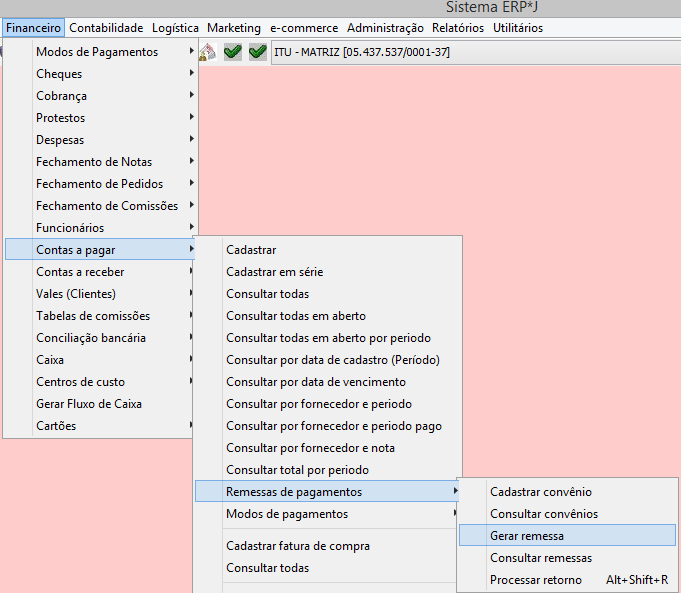 Sistema ERP*J
Financeiro Contabilidade Logística Marketing e-commerce Administração Relatórios Utilitários
ITU - MATRIZ [05.437.537/0001-37]
Modos de Pagamentos
Cheques
Cobrança
Protestos
Despesas
Fechamento de Notas
Fechamento de Pedidos
Fechamento de Comissões
Funcionários
Contas a pagar
Contas a receber
Vales (Clientes)
Tabelas de comissões
Conciliação bancária
Caixa
Centros de custo
Gerar Fluxo de Caixa
Cartões
Cadastrar
Cadastrar em série
Consultar todas
Consultar todas em aberto
Consultar todas em aberto por periodo
Consultar por data de cadastro (Período)
Consultar por data de vencimento
Consultar por fornecedor e periodo
Consultar por fornecedor e periodo pago
Consultar por fornecedor e nota
Consultar total por periodo
Remessas de pagamentos
Modos de pagamentos
Cadastrar fatura de compra
Consultar todas
Cadastrar convênio
Consultar convênios
Gerar remessa
Consultar remessas
Processar retorno Alt+Shift+R